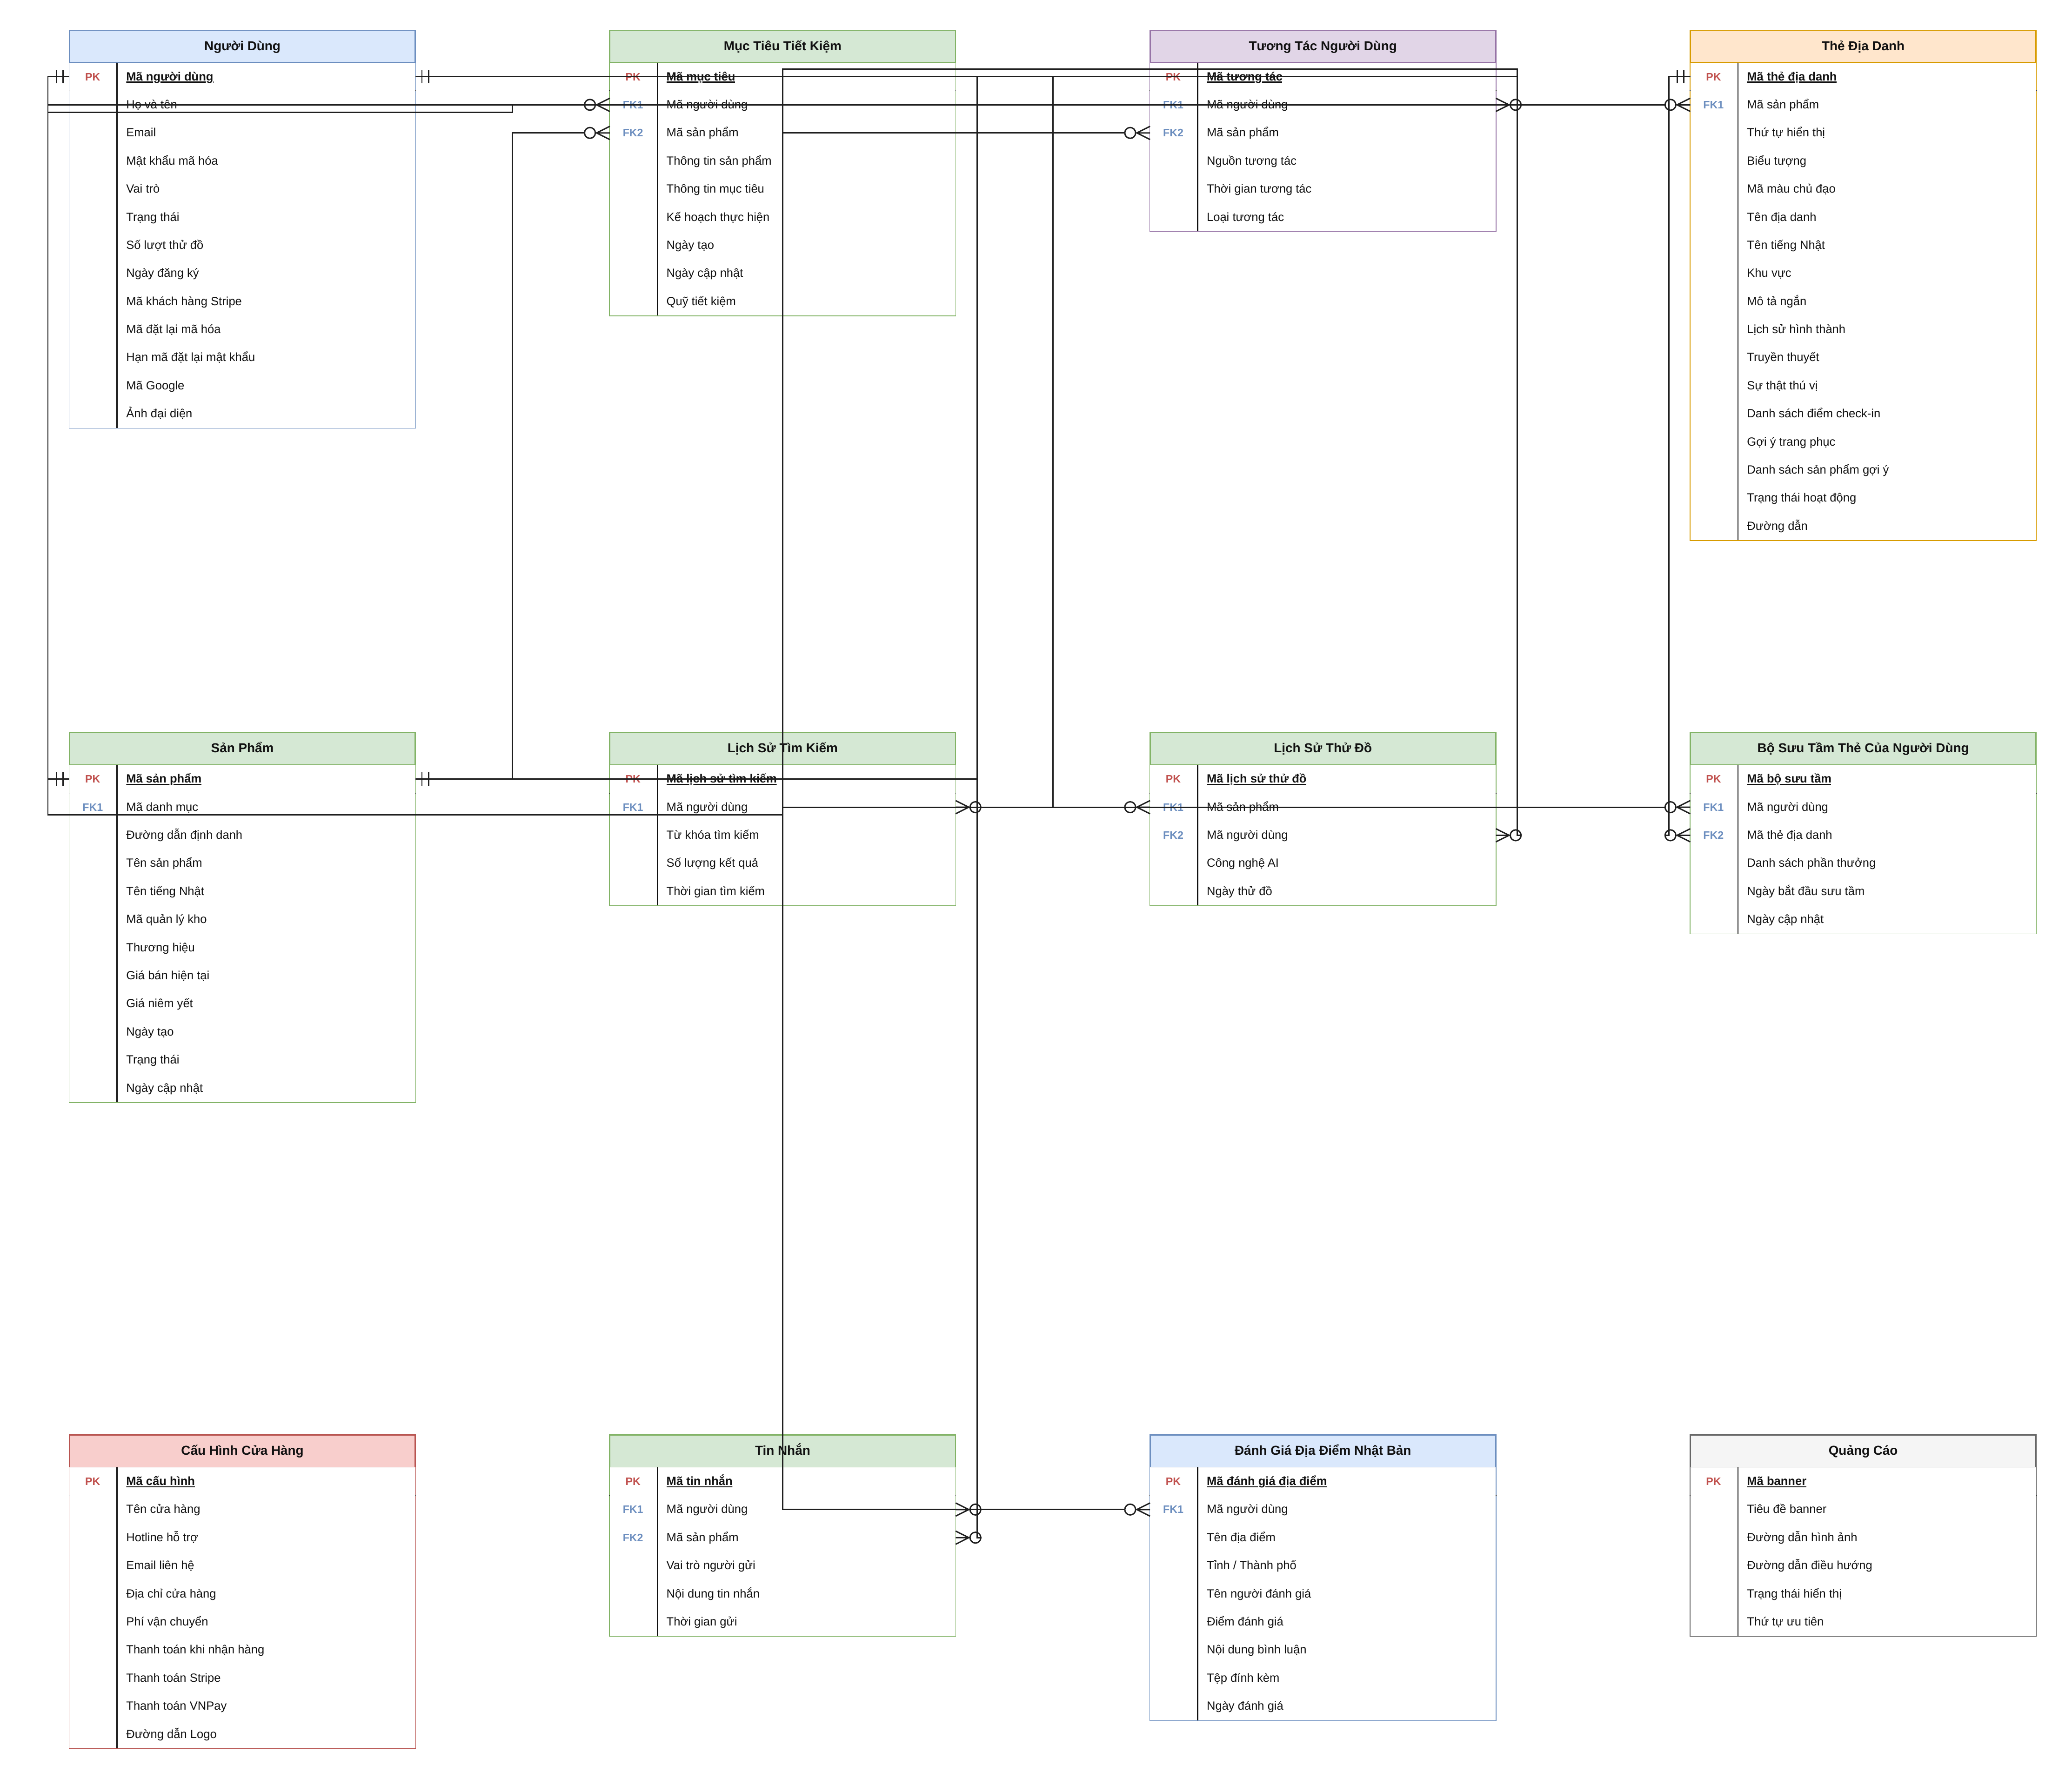 Người Dùng
PK Mã người dùng
Họ và tên
Email
Mật khẩu mã hóa
Vai trò
Trạng thái
Số lượt thử đồ
Ngày đăng ký
Mã khách hàng Stripe
Mã đặt lại mã hóa
Hạn mã đặt lại mật khẩu
Mã Google
Ảnh đại diện
Mục Tiêu Tiết Kiệm
PK Mã mục tiêu
FK1 Mã người dùng
FK2 Mã sản phẩm
Thông tin sản phẩm
Thông tin mục tiêu
Kế hoạch thực hiện
Ngày tạo
Ngày cập nhật
Quỹ tiết kiệm
Tương Tác Người Dùng
PK Mã tương tác
FK1 Mã người dùng
FK2 Mã sản phẩm
Nguồn tương tác
Thời gian tương tác
Loại tương tác
Thẻ Địa Danh
PK Mã thẻ địa danh
FK1 Mã sản phẩm
Thứ tự hiển thị
Biểu tượng
Mã màu chủ đạo
Tên địa danh
Tên tiếng Nhật
Khu vực
Mô tả ngắn
Lịch sử hình thành
Truyền thuyết
Sự thật thú vị
Danh sách điểm check-in
Gợi ý trang phục
Danh sách sản phẩm gợi ý
Trạng thái hoạt động
Đường dẫn
Sản Phẩm
PK Mã sản phẩm
FK1 Mã danh mục
Đường dẫn định danh
Tên sản phẩm
Tên tiếng Nhật
Mã quản lý kho
Thương hiệu
Giá bán hiện tại
Giá niêm yết
Ngày tạo
Trạng thái
Ngày cập nhật
Lịch Sử Tìm Kiếm
PK Mã lịch sử tìm kiếm
FK1 Mã người dùng
Từ khóa tìm kiếm
Số lượng kết quả
Thời gian tìm kiếm
Lịch Sử Thử Đồ
PK Mã lịch sử thử đồ
FK1 Mã sản phẩm
FK2 Mã người dùng
Công nghệ AI
Ngày thử đồ
Bộ Sưu Tầm Thẻ Của Người Dùng
PK Mã bộ sưu tầm
FK1 Mã người dùng
FK2 Mã thẻ địa danh
Danh sách phần thưởng
Ngày bắt đầu sưu tầm
Ngày cập nhật
Cấu Hình Cửa Hàng
PK Mã cấu hình
Tên cửa hàng
Hotline hỗ trợ
Email liên hệ
Địa chỉ cửa hàng
Phí vận chuyển
Thanh toán khi nhận hàng
Thanh toán Stripe
Thanh toán VNPay
Đường dẫn Logo
Tin Nhắn
PK Mã tin nhắn
FK1 Mã người dùng
FK2 Mã sản phẩm
Vai trò người gửi
Nội dung tin nhắn
Thời gian gửi
Đánh Giá Địa Điểm Nhật Bản
PK Mã đánh giá địa điểm
FK1 Mã người dùng
Tên địa điểm
Tỉnh / Thành phố
Tên người đánh giá
Điểm đánh giá
Nội dung bình luận
Tệp đính kèm
Ngày đánh giá
Quảng Cáo
PK Mã banner
Tiêu đề banner
Đường dẫn hình ảnh
Đường dẫn điều hướng
Trạng thái hiển thị
Thứ tự ưu tiên